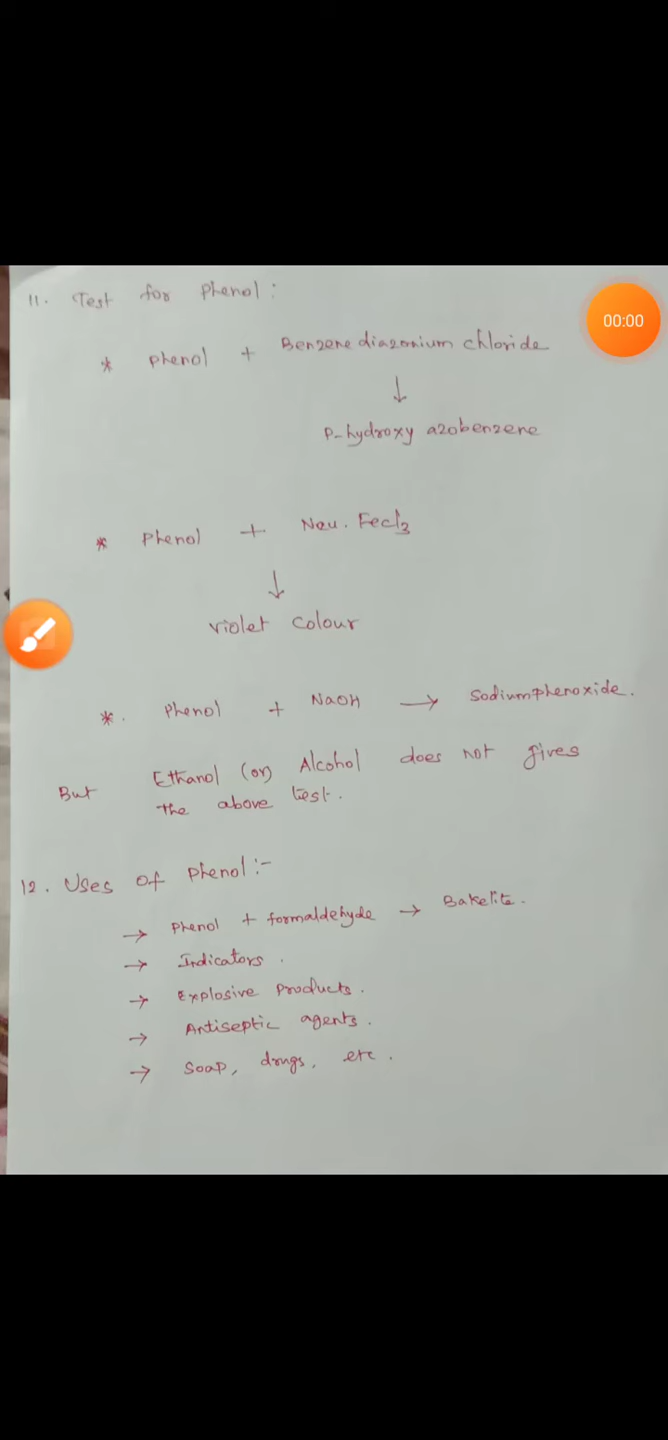 11. Test for Phenol:
* Phenol + Benzene diazonium chloride
↓
P-hydroxy azobenzene
* Phenol + Neu. Fecl3
↓
violet colour
*. Phenol + NaOH → Sodiumphenoxide.
But Ethanol (or) Alcohol does not gives
the above test.
12. Uses of Phenol:-
→ Phenol + formaldehyde → Bakelite.
→ Indicators.
→ Explosive Products.
→ Antiseptic agents.
→ Soap, drugs, etc.
00:00